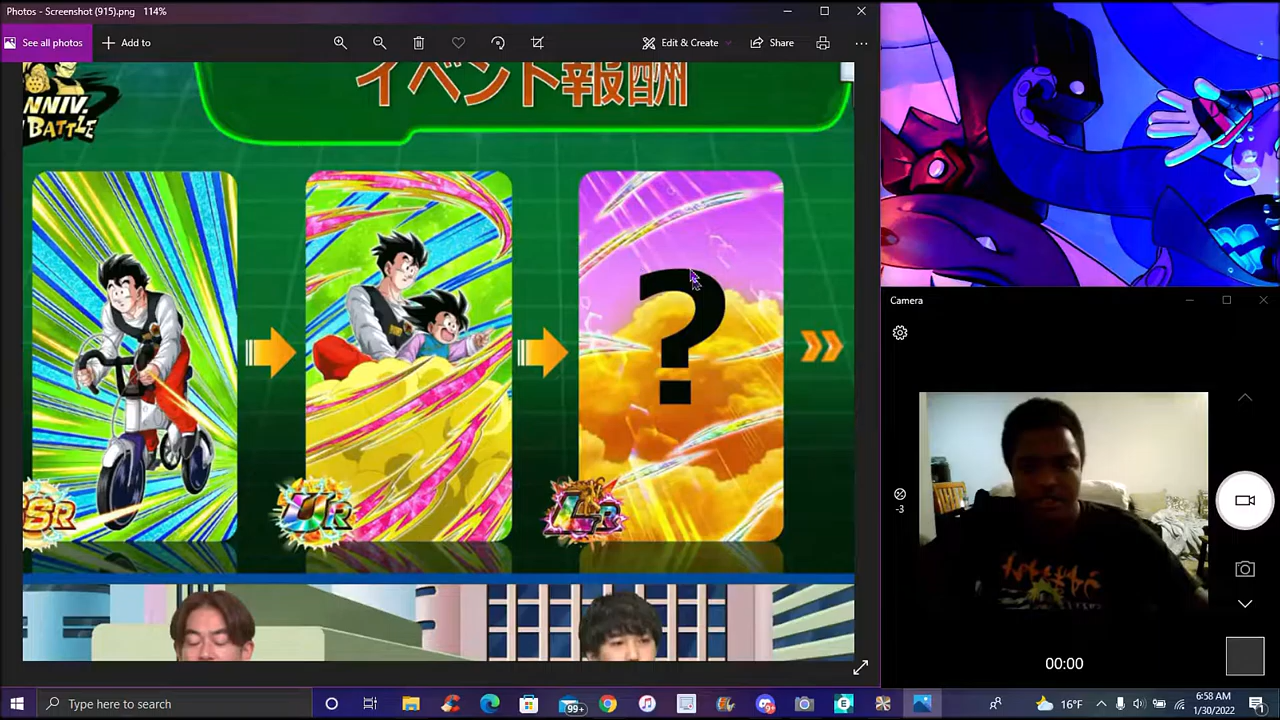 Photos - Screenshot (915).png 114%
See all photos
Add to
Edit & Create
Share
イベント報酬
NNIV.
BATTLE
?
SR
UR
LR
Camera
-3
00:00
Type here to search
99+
6:58 AM
16°F
1/30/2022